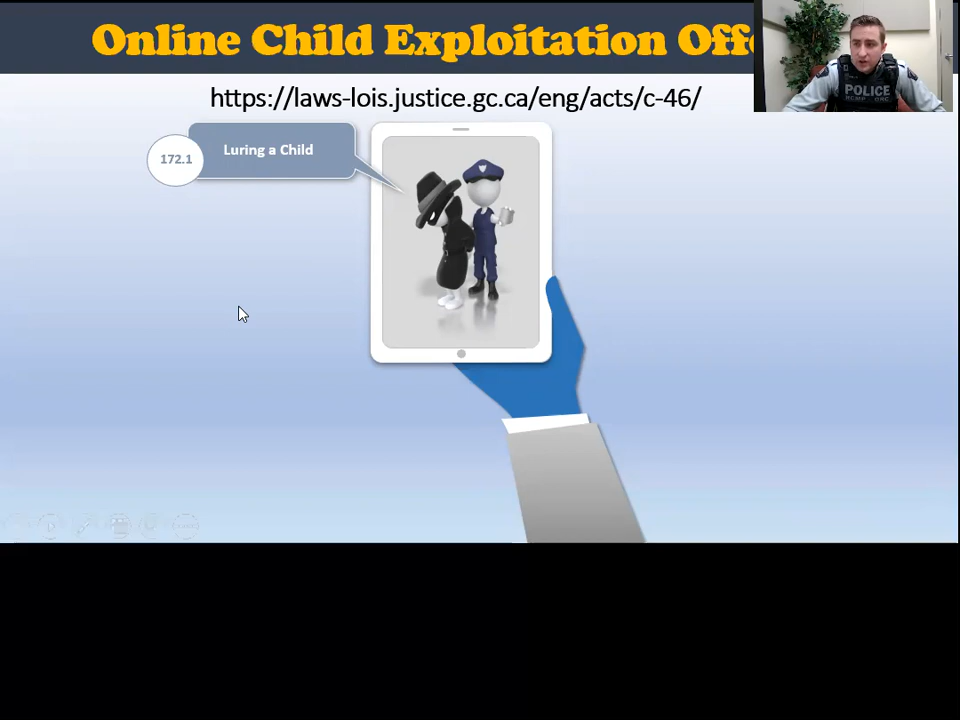 Online Child Exploitation Off
https://laws-lois.justice.gc.ca/eng/acts/c-46/
172.1
Luring a Child
POLICE